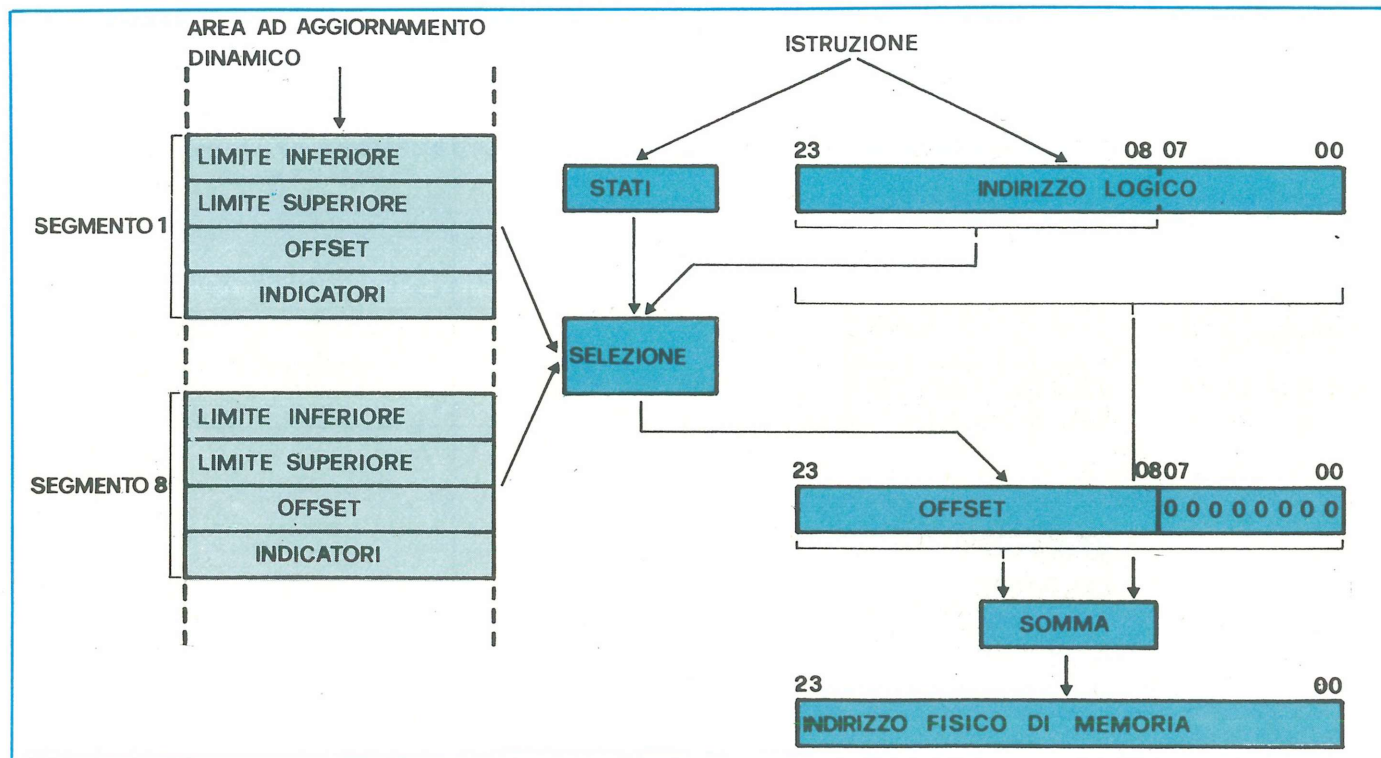 AREA AD AGGIORNAMENTO
DINAMICO
ISTRUZIONE
SEGMENTO 1
LIMITE INFERIORE
LIMITE SUPERIORE
OFFSET
INDICATORI
STATI
23 08 07 00
INDIRIZZO LOGICO
SELEZIONE
SEGMENTO 8
LIMITE INFERIORE
LIMITE SUPERIORE
OFFSET
INDICATORI
23 08 07 00
OFFSET 0 0 0 0 0 0 0 0
SOMMA
23 00
INDIRIZZO FISICO DI MEMORIA